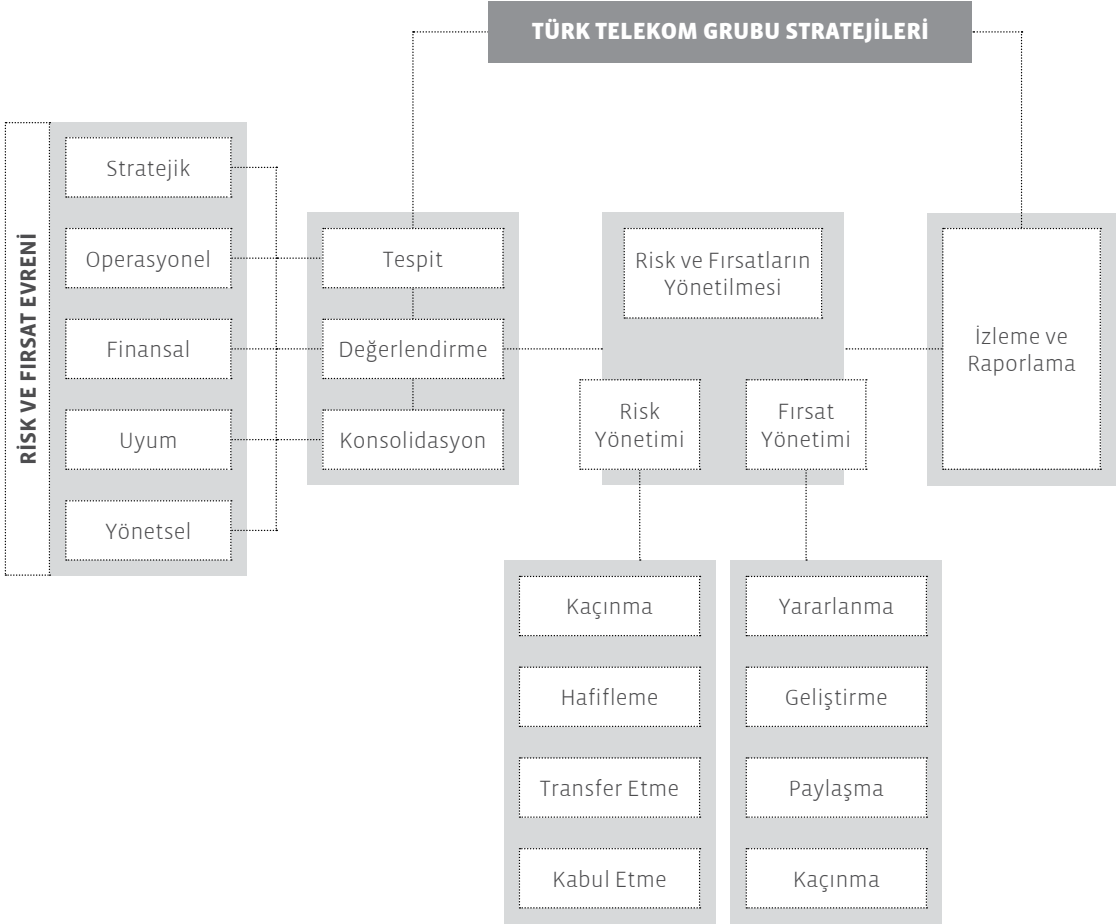 TÜRK TELEKOM GRUBU STRATEJİLERİ
RİSK VE FIRSAT EVRENİ
Stratejik
Operasyonel
Finansal
Uyum
Yönetsel
Tespit
Değerlendirme
Konsolidasyon
Risk ve Fırsatların
Yönetilmesi
Risk
Yönetimi
Fırsat
Yönetimi
İzleme ve
Raporlama
Kaçınma
Hafifleme
Transfer Etme
Kabul Etme
Yararlanma
Geliştirme
Paylaşma
Kaçınma